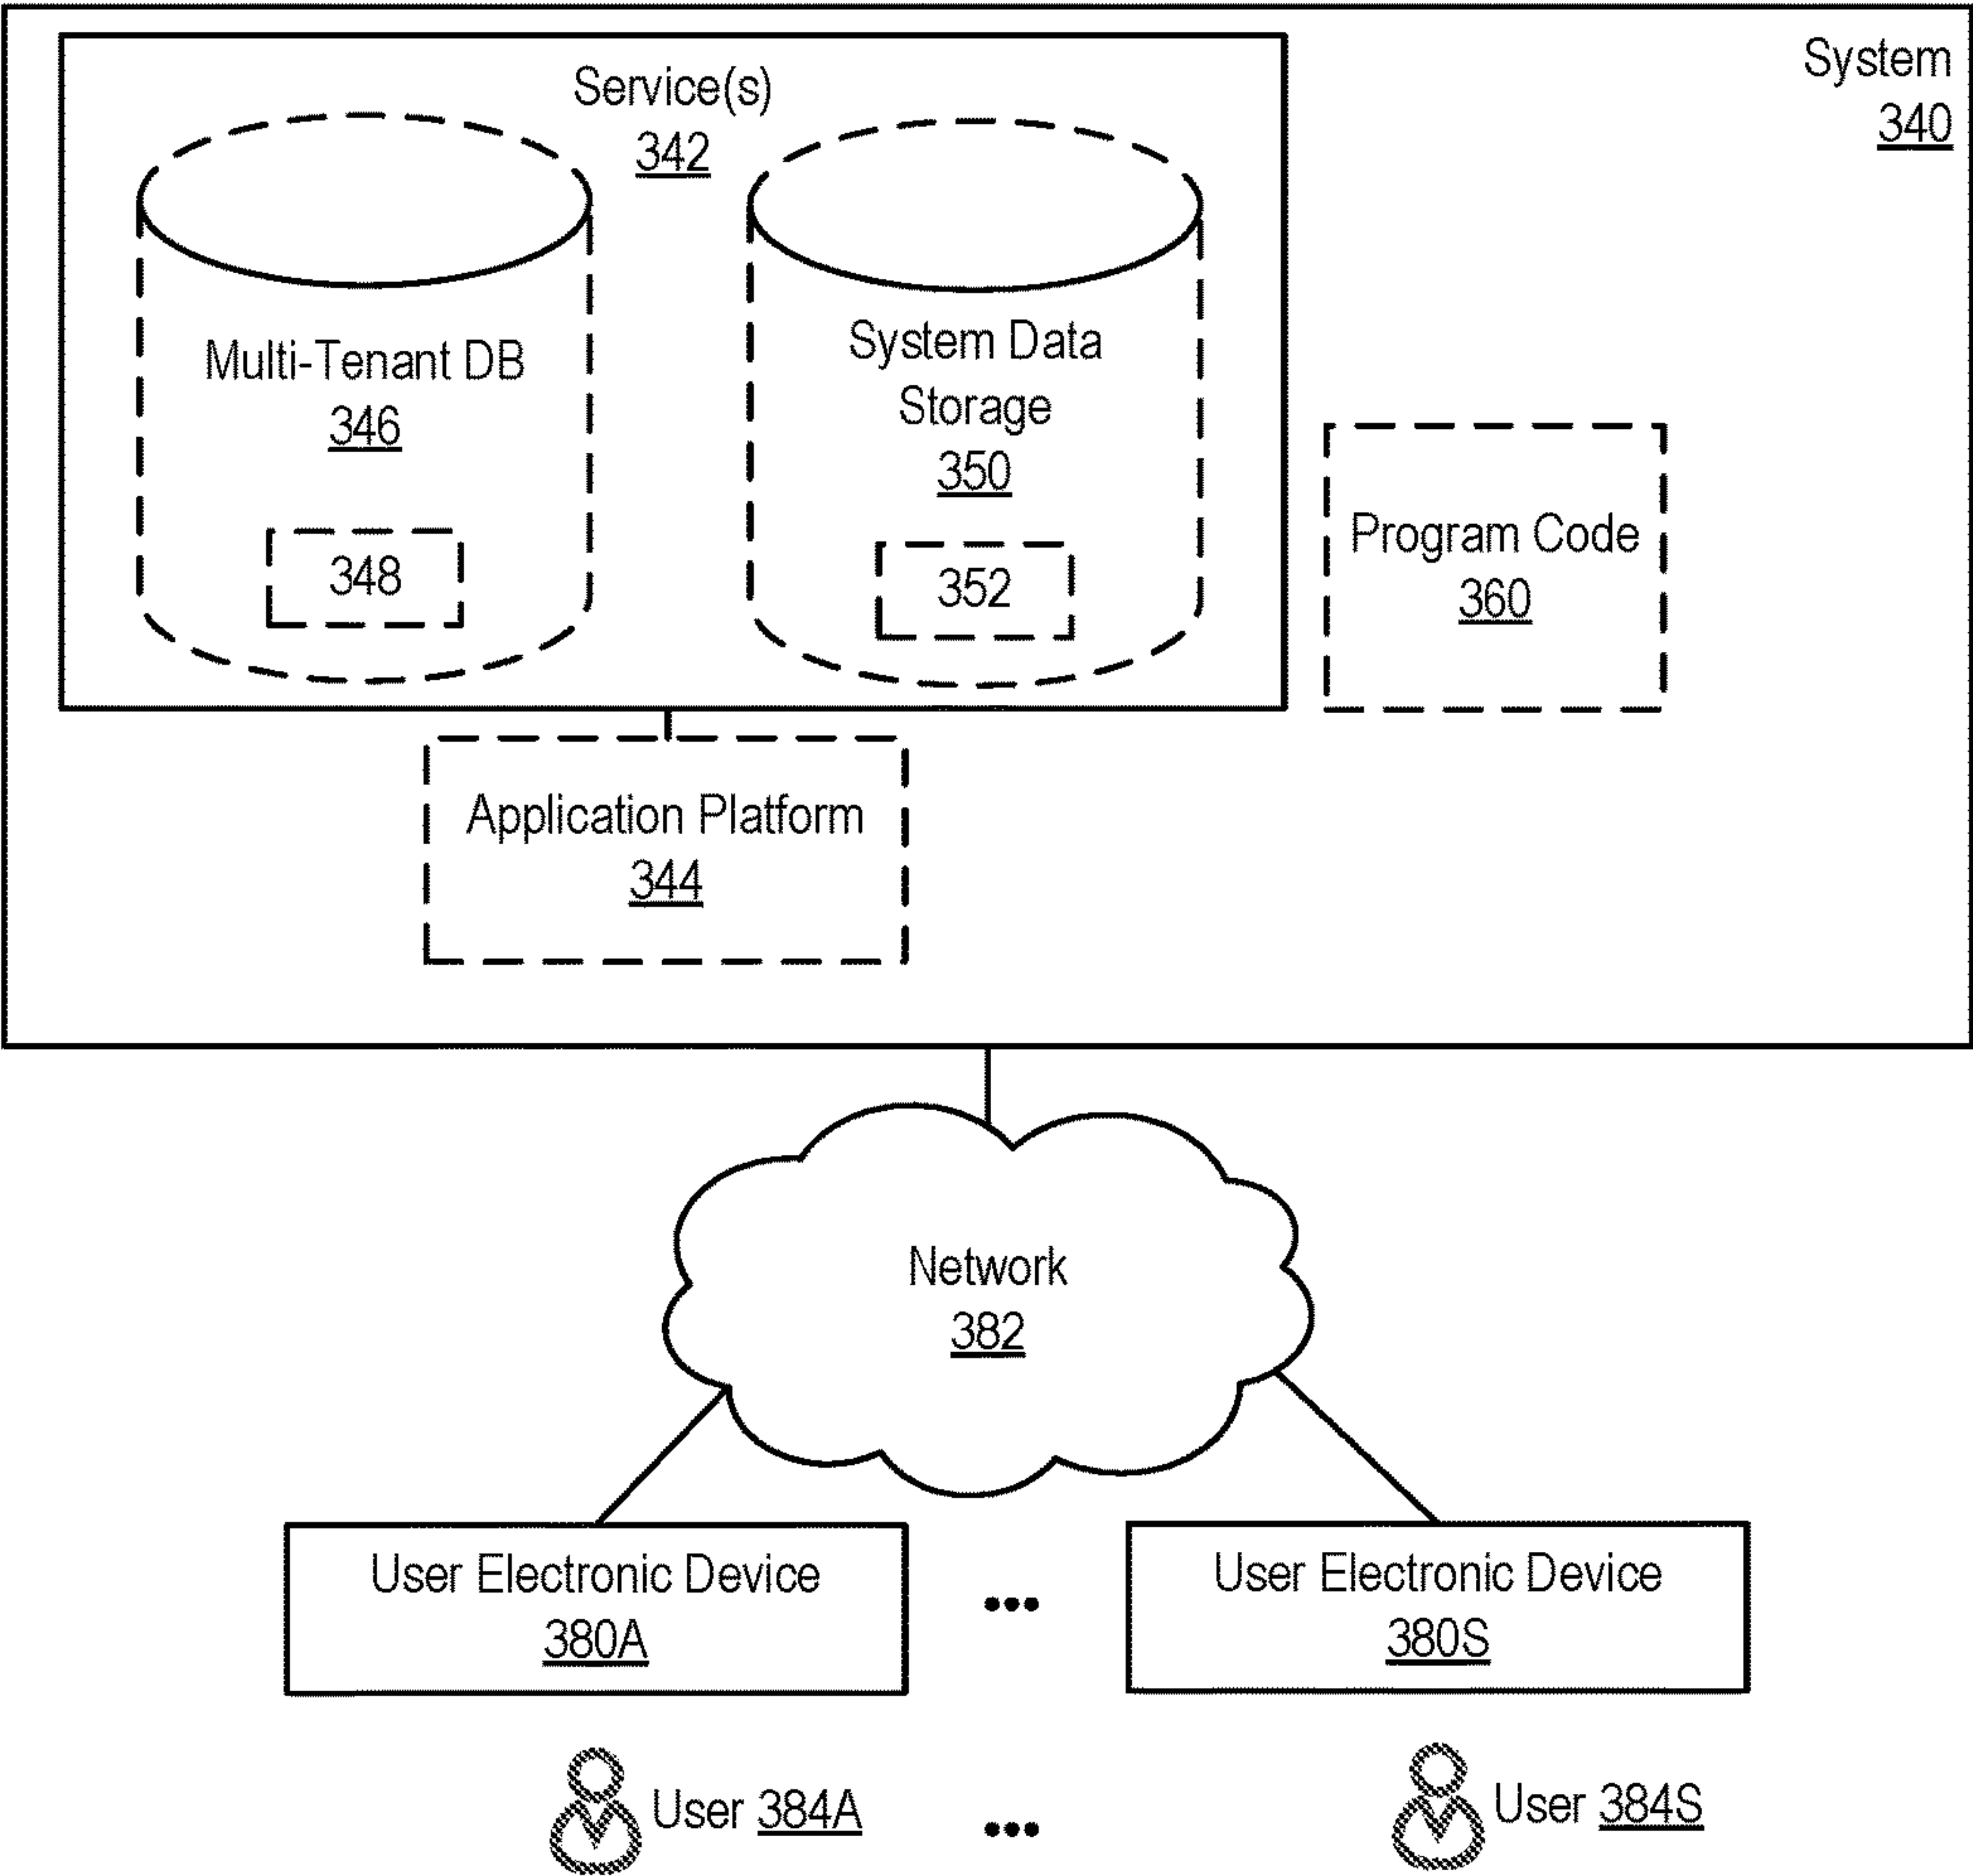 System
340
Service(s)
342
Multi-Tenant DB
346
348
System Data
Storage
350
352
Program Code
360
Application Platform
344
Network
382
User Electronic Device
380A
...
User Electronic Device
380S
User 384A
...
User 384S